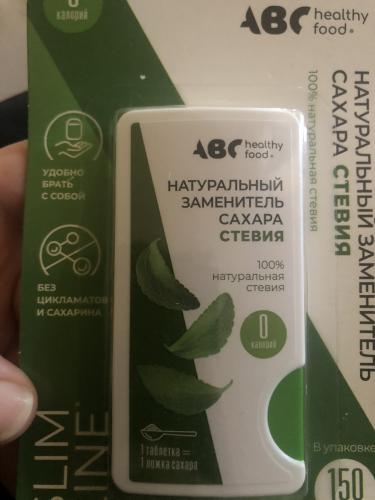 0
калорий
ABC healthy
food®
НАТУРАЛЬНЫЙ ЗАМЕНИТЕЛЬ
САХАРА СТЕВИЯ
100% натуральная стевия
УДОБНО
БРАТЬ
С СОБОЙ
БЕЗ
ЦИКЛАМАТОВ
И САХАРИНА
SLIM
LINE
ABC healthy
food®
НАТУРАЛЬНЫЙ
ЗАМЕНИТЕЛЬ
САХАРА
СТЕВИЯ
100%
натуральная
стевия
0
калорий
1 таблетка =
1 ложка сахара
В упаковке
150